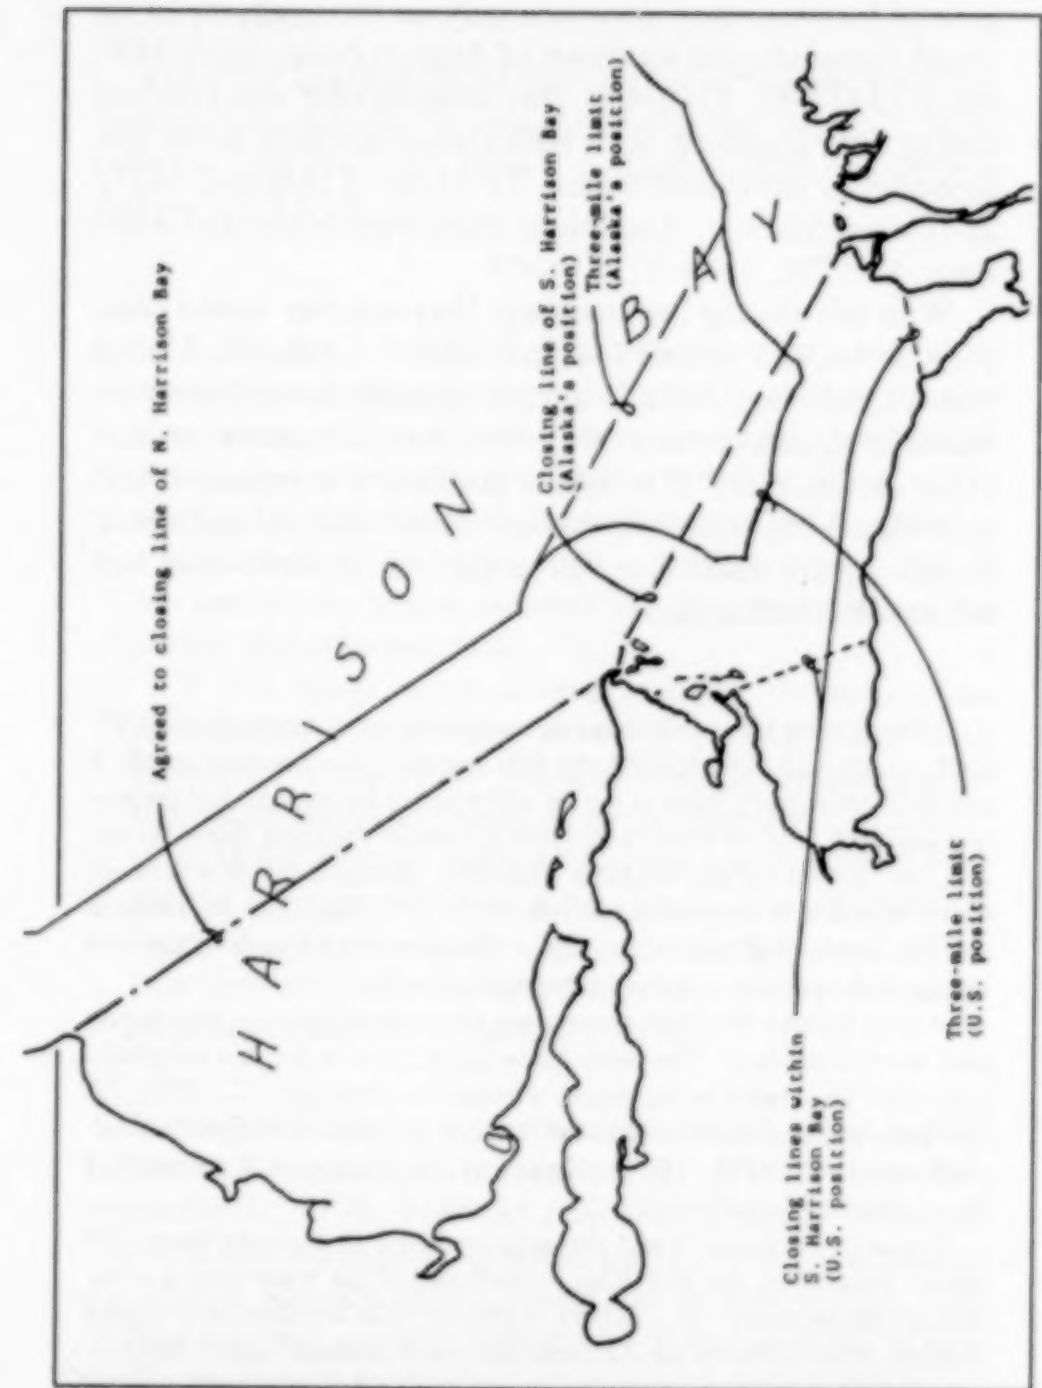 Agreed to closing line of N. Harrison Bay
Closing line of S. Harrison Bay
(Alaska's position)
Three-mile limit
(Alaska's position)
HARRISON BAY
Closing lines within
S. Harrison Bay
(U.S. position)
Three-mile limit
(U.S. position)